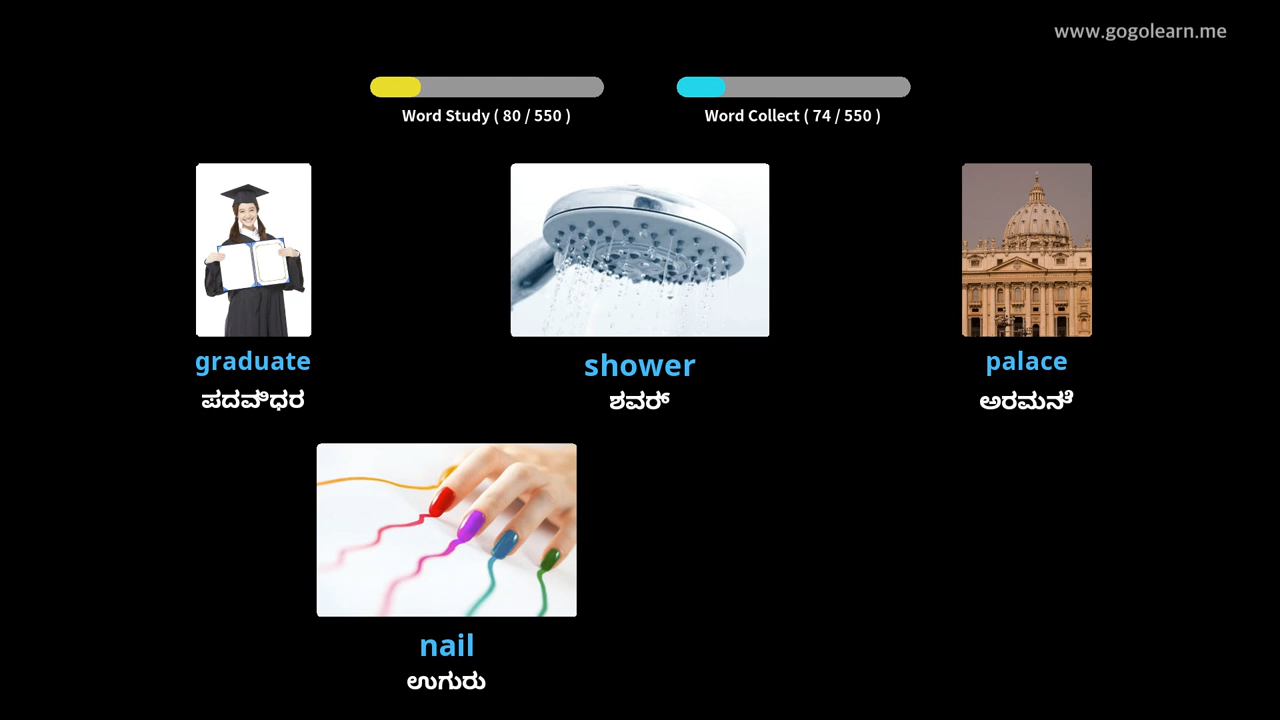 www.gogolearn.me
Word Study ( 80 / 550 )
Word Collect ( 74 / 550 )
graduate
ಪದವಿಧರ
shower
ಶವರ್
palace
ಅರಮನೆ
nail
ಉಗುರು